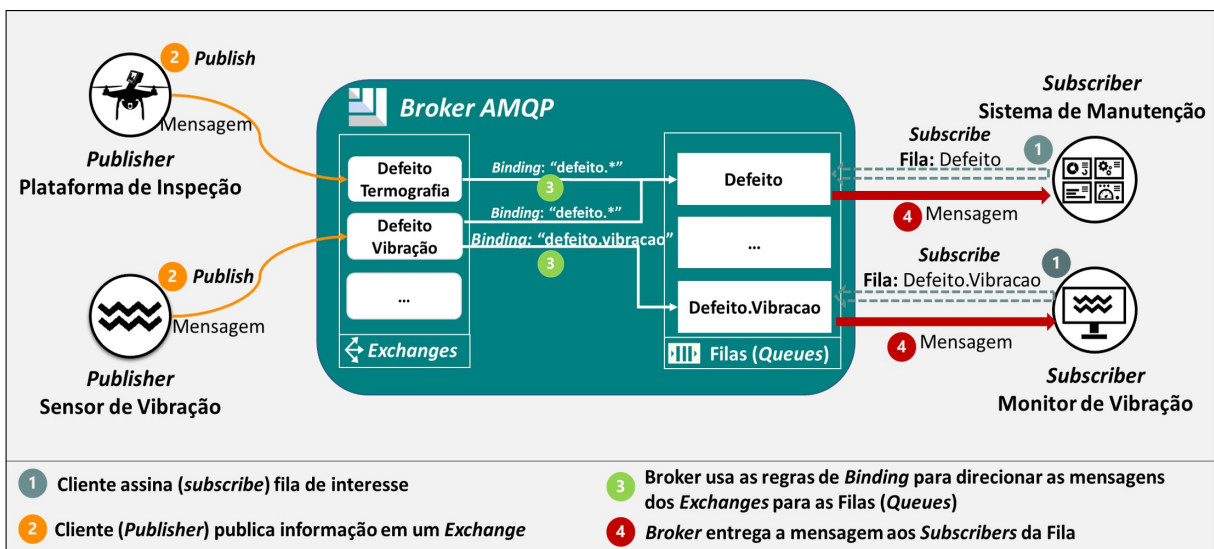 2 Publish
Mensagem
Publisher
Plataforma de Inspeção
2 Publish
Mensagem
Publisher
Sensor de Vibração
Broker AMQP
Defeito
Termografia
Defeito
Vibração
...
Exchanges
Binding: “defeito.*”
3
Binding: “defeito.*”
Binding: “defeito.vibracao”
3
Defeito
...
Defeito.Vibracao
Filas (Queues)
Subscriber
Sistema de Manutenção
Subscribe
1
Fila: Defeito
4 Mensagem
Subscribe
1
Fila: Defeito.Vibracao
4 Mensagem
Subscriber
Monitor de Vibração
1 Cliente assina (subscribe) fila de interesse
2 Cliente (Publisher) publica informação em um Exchange
3 Broker usa as regras de Binding para direcionar as mensagens
dos Exchanges para as Filas (Queues)
4 Broker entrega a mensagem aos Subscribers da Fila